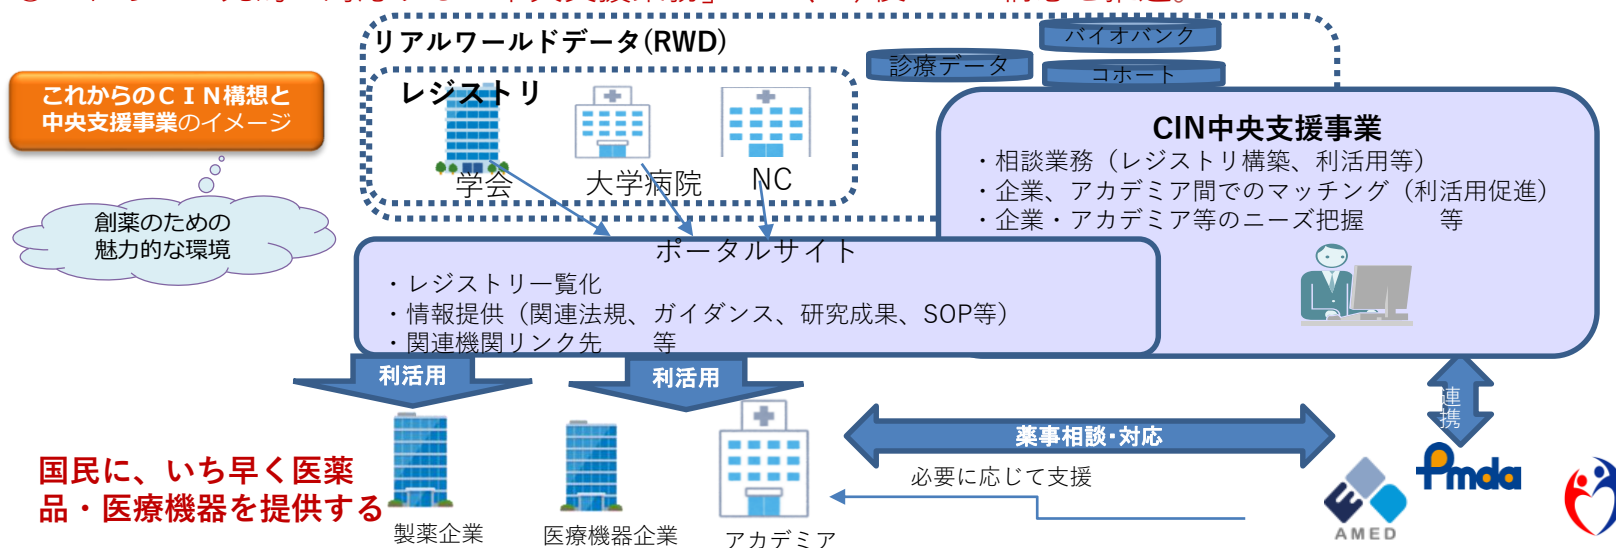 リアルワールドデータ(RWD)
バイオバンク
診療データ
コホート
これからのＣＩＮ構想と
中央支援事業のイメージ
レジストリ
学会
大学病院
NC
CIN中央支援事業
・相談業務（レジストリ構築、利活用等）
・企業、アカデミア間でのマッチング（利活用促進）
・企業・アカデミア等のニーズ把握　　　等
創薬のための
魅力的な環境
ポータルサイト
・レジストリ一覧化
・情報提供（関連法規、ガイダンス、研究成果、SOP等）
・関連機関リンク先　　等
利活用
利活用
連携
薬事相談・対応
必要に応じて支援
国民に、いち早く医薬
品・医療機器を提供する
製薬企業
医療機器企業
アカデミア
AMED
Pmda